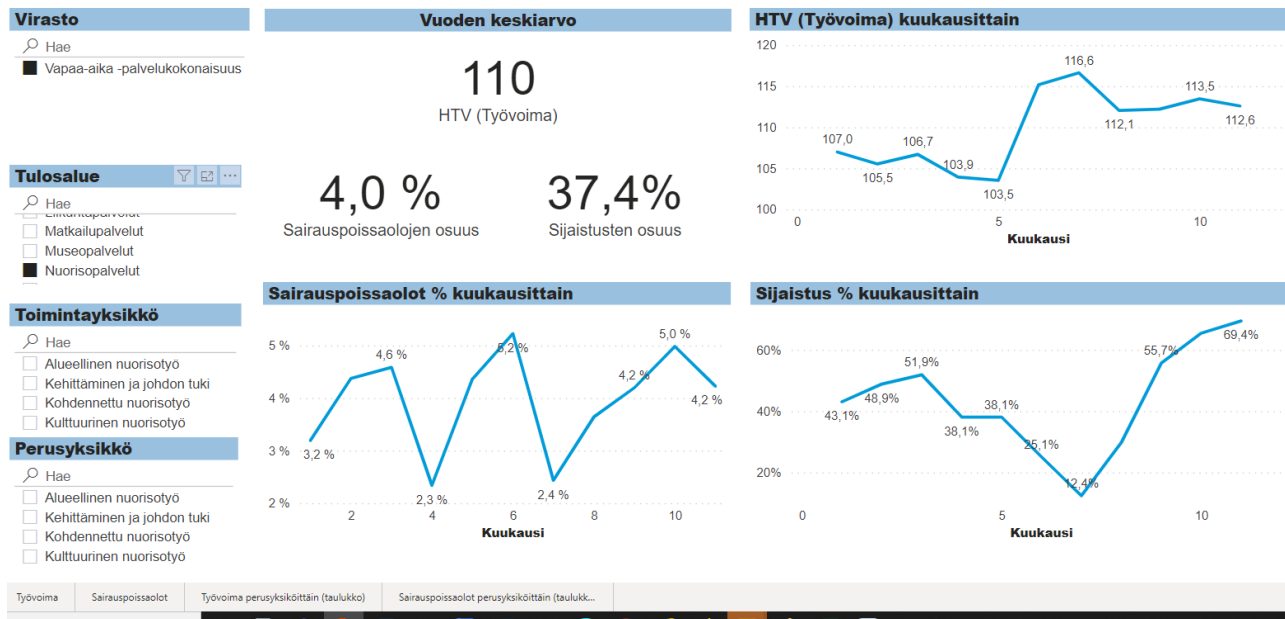 Virasto
Hae
Vapaa-aika -palvelukokonaisuus
Tulosalue
Hae
Matkailupalvelut
Museopalvelut
Nuorisopalvelut
Toimintayksikkö
Hae
Alueellinen nuorisotyö
Kehittäminen ja johdon tuki
Kohdennettu nuorisotyö
Kulttuurinen nuorisotyö
Perusyksikkö
Hae
Alueellinen nuorisotyö
Kehittäminen ja johdon tuki
Kohdennettu nuorisotyö
Kulttuurinen nuorisotyö
Vuoden keskiarvo
110
HTV (Työvoima)
4,0 %
Sairauspoissaolojen osuus
37,4%
Sijaistusten osuus
HTV (Työvoima) kuukausittain
120
115
110
105
100
107,0
105,5
106,7
103,9
103,5
116,6
112,1
113,5
112,6
0
5
10
Kuukausi
Sairauspoissaolot % kuukausittain
5 %
4 %
3 %
2 %
3,2 %
4,6 %
2,3 %
5,2 %
2,4 %
4,2 %
5,0 %
4,2 %
2
4
6
8
10
Kuukausi
Sijaistus % kuukausittain
60%
40%
20%
43,1%
48,9%
51,9%
38,1%
38,1%
25,1%
12,4%
55,7%
69,4%
0
5
10
Kuukausi
Työvoima
Sairauspoissaolot
Työvoima perusyksiköittäin (taulukko)
Sairauspoissaolot perusyksiköittäin (taulukk...